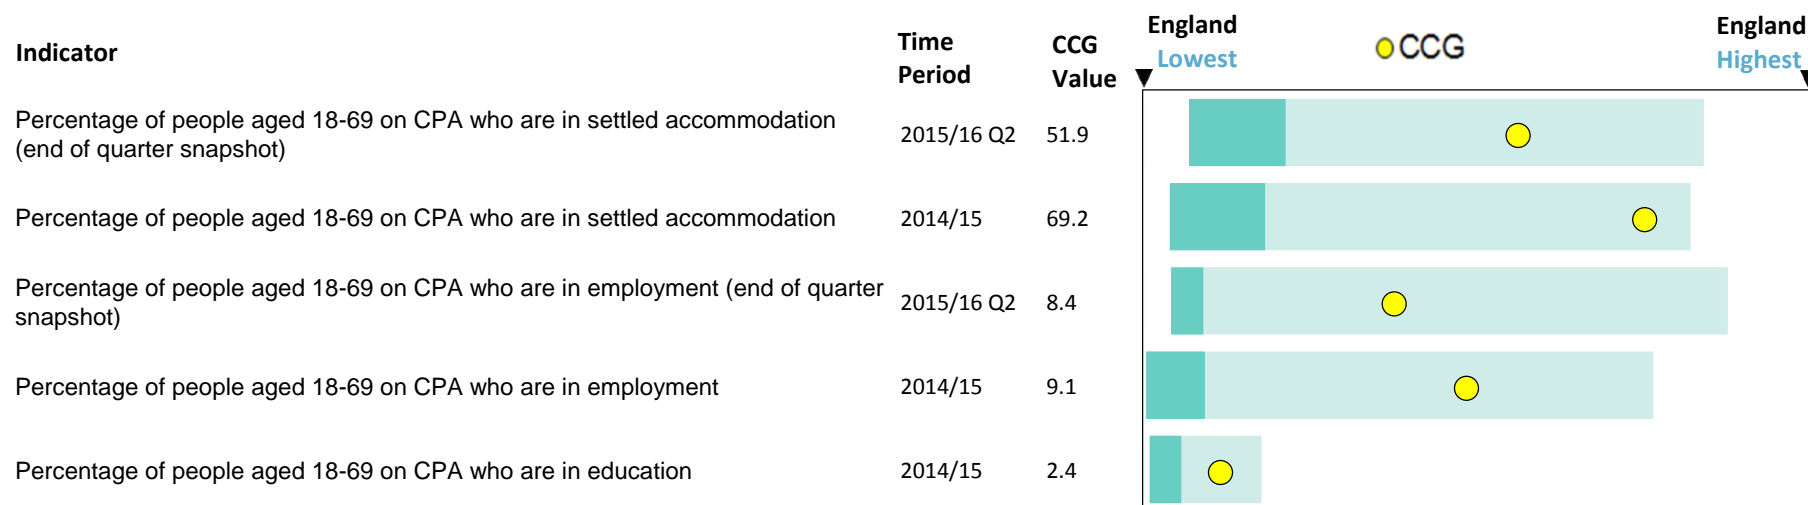 Indicator
Time
Period
CCG
Value
England
Lowest
CCG
England
Highest
Percentage of people aged 18-69 on CPA who are in settled accommodation
(end of quarter snapshot)
2015/16 Q2
51.9
Percentage of people aged 18-69 on CPA who are in settled accommodation
2014/15
69.2
Percentage of people aged 18-69 on CPA who are in employment (end of quarter
snapshot)
2015/16 Q2
8.4
Percentage of people aged 18-69 on CPA who are in employment
2014/15
9.1
Percentage of people aged 18-69 on CPA who are in education
2014/15
2.4